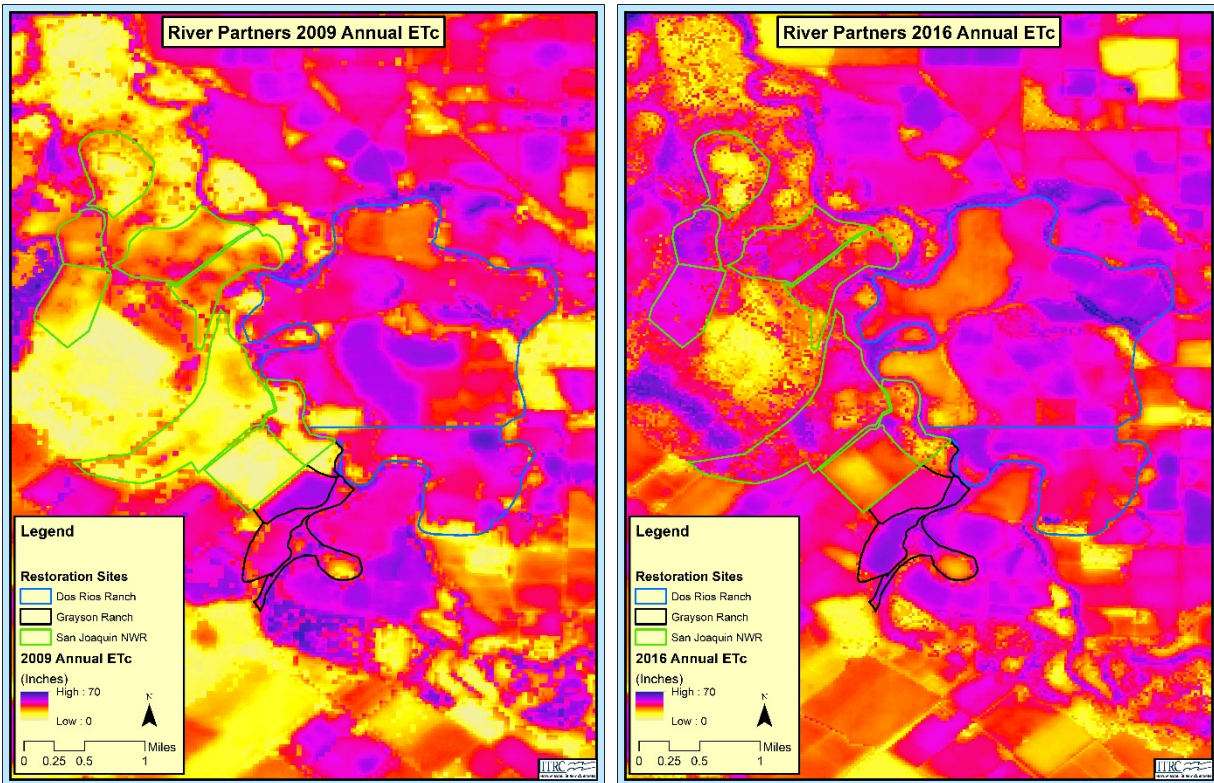 River Partners 2009 Annual ETc
Legend
Restoration Sites
Dos Rios Ranch
Grayson Ranch
San Joaquin NWR
2009 Annual ETc
(Inches)
High : 70
Low : 0
N
Miles
0 0.25 0.5 1
ITRC
River Partners 2016 Annual ETc
Legend
Restoration Sites
Dos Rios Ranch
Grayson Ranch
San Joaquin NWR
2016 Annual ETc
(Inches)
High : 70
Low : 0
N
Miles
0 0.25 0.5 1
ITRC